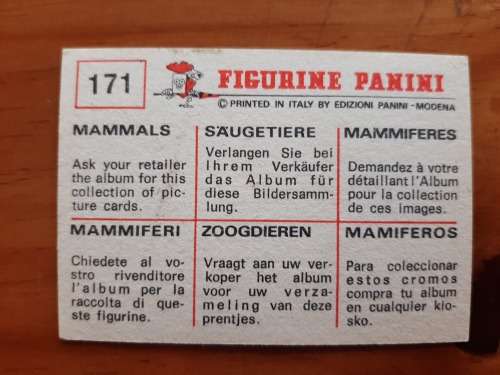 171
FIGURINE PANINI
© PRINTED IN ITALY BY EDIZIONI PANINI - MODENA
MAMMALS
Ask your retailer
the album for this
collection of pic-
ture cards.
SÄUGETIERE
Verlangen Sie bei
Ihrem Verkäufer
das Album für
diese Bildersamm-
lung.
MAMMIFERES
Demandez à votre
détaillant l'Album
pour la collection
de ces images.
MAMMIFERI
Chiedete al vo-
stro rivenditore
l'album per la
raccolta di que-
ste figurine.
ZOOGDIEREN
Vraagt aan uw ver-
koper het album
voor uw verza-
meling van deze
prentjes.
MAMIFEROS
Para coleccionar
estos cromos
compra tu album
en cualquier kio-
sko.